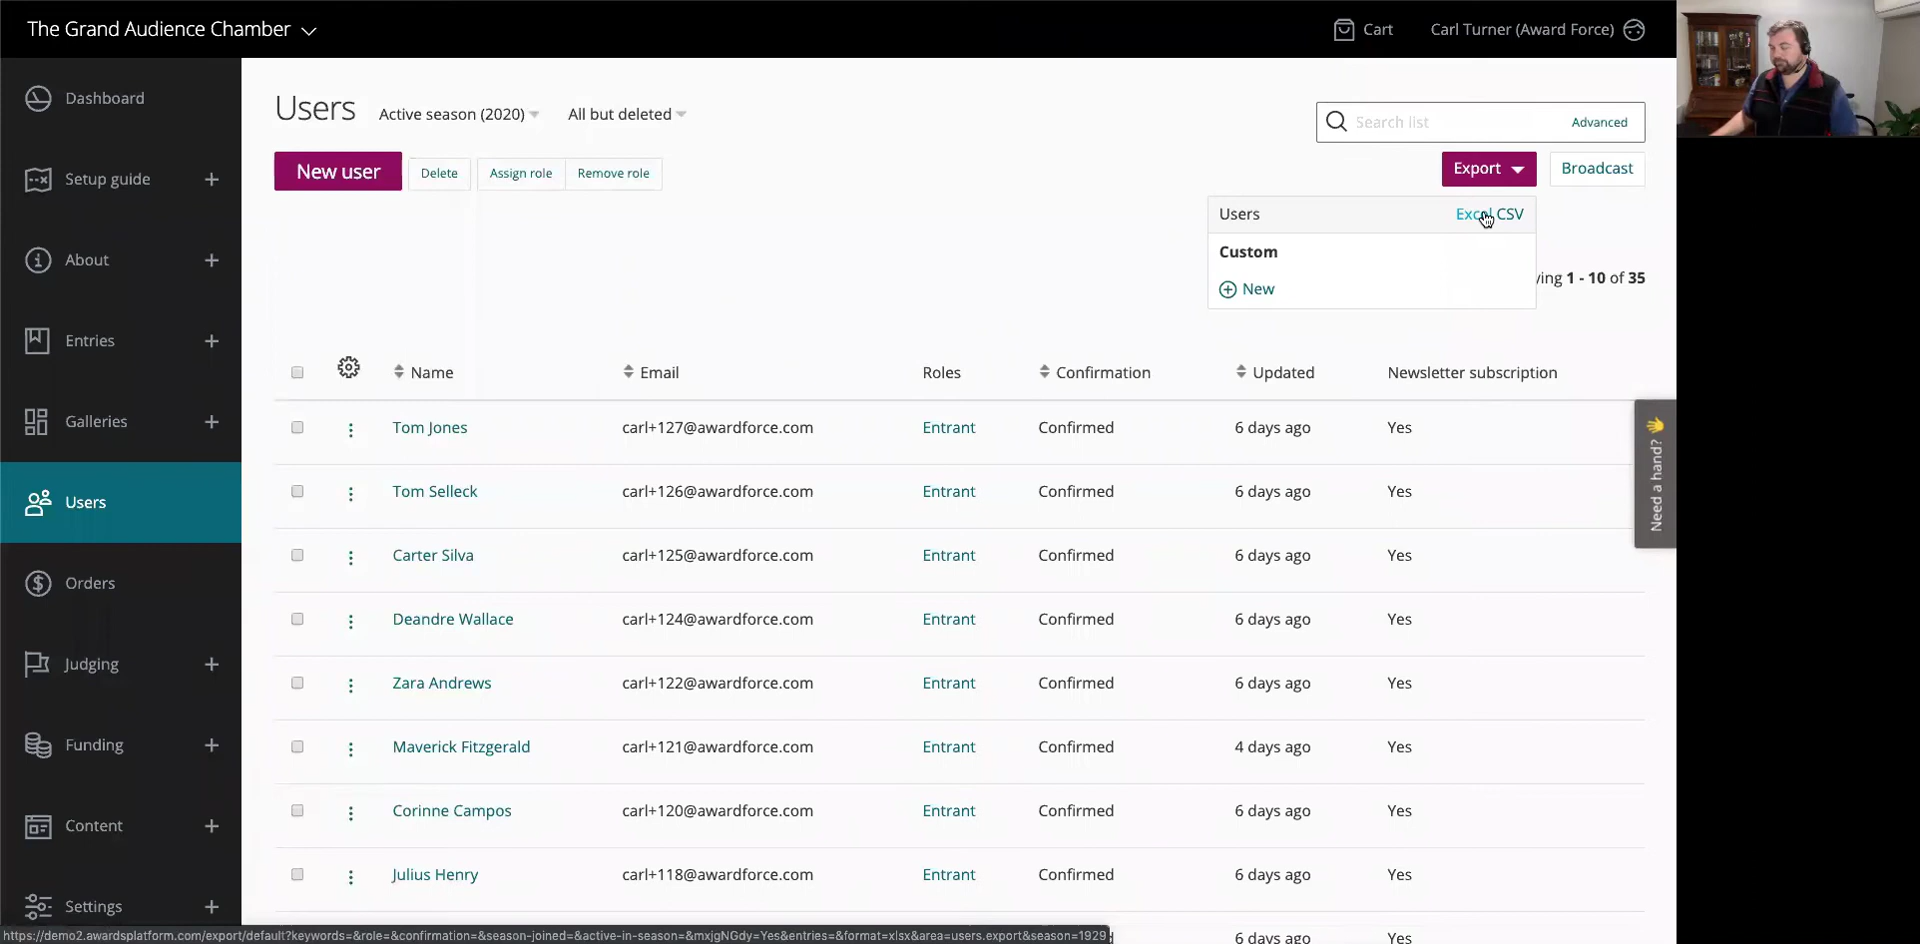 The Grand Audience Chamber
Cart
Carl Turner (Award Force)
Dashboard
Setup guide
About
Entries
Galleries
Users
Orders
Judging
Funding
Content
Settings
Users
Active season (2020)
All but deleted
Search list
Advanced
New user
Delete
Assign role
Remove role
Export
Broadcast
Users Excel CSV
Custom
New
ying 1 - 10 of 35
Name Email Roles Confirmation Updated Newsletter subscription
Tom Jones carl+127@awardforce.com Entrant Confirmed 6 days ago Yes
Tom Selleck carl+126@awardforce.com Entrant Confirmed 6 days ago Yes
Carter Silva carl+125@awardforce.com Entrant Confirmed 6 days ago Yes
Deandre Wallace carl+124@awardforce.com Entrant Confirmed 6 days ago Yes
Zara Andrews carl+122@awardforce.com Entrant Confirmed 6 days ago Yes
Maverick Fitzgerald carl+121@awardforce.com Entrant Confirmed 4 days ago Yes
Corinne Campos carl+120@awardforce.com Entrant Confirmed 6 days ago Yes
Julius Henry carl+118@awardforce.com Entrant Confirmed 6 days ago Yes
6 days ago Yes
Need a hand? 👋
https://demo2.awardsplatform.com/export/default?keywords=&role=&confirmation=&season-joined=&active-in-season=&mxjgNGdy=Yes&entries=&format=xlsx&area=users.export&season=1929